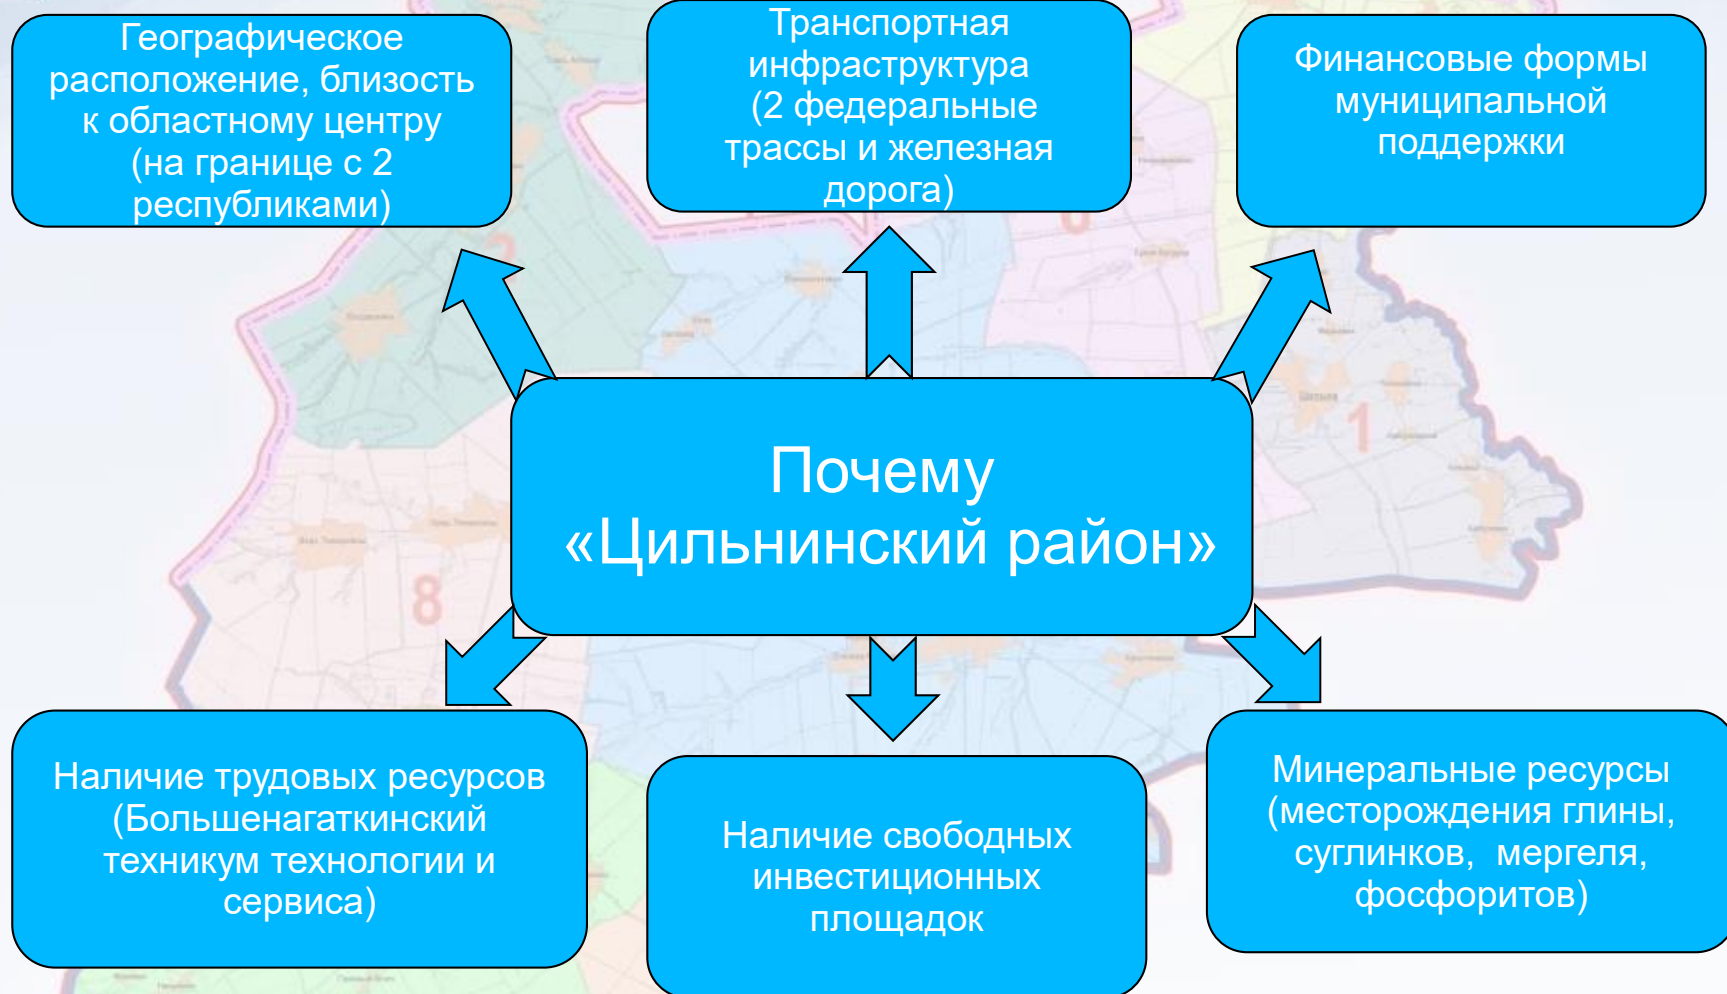 Географическое
расположение, близость
к областному центру
(на границе с 2
республиками)
Транспортная
инфраструктура
(2 федеральные
трассы и железная
дорога)
Финансовые формы
муниципальной
поддержки
Почему
«Цильнинский район»
8
1
Наличие трудовых ресурсов
(Большенагаткинский
техникум технологии и
сервиса)
Наличие свободных
инвестиционных
площадок
Минеральные ресурсы
(месторождения глины,
суглинков, мергеля,
фосфоритов)